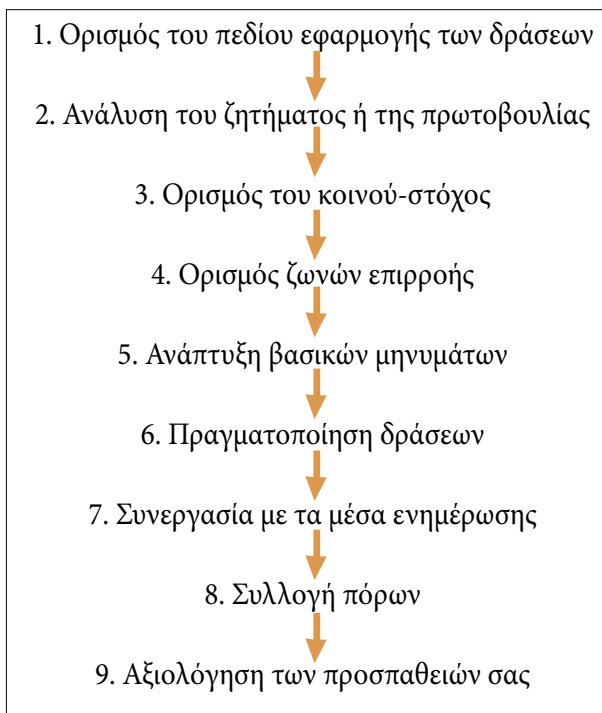 1. Ορισμός του πεδίου εφαρμογής των δράσεων
2. Ανάλυση του ζητήματος ή της πρωτοβουλίας
3. Ορισμός του κοινού-στόχος
4. Ορισμός ζωνών επιρροής
5. Ανάπτυξη βασικών μηνυμάτων
6. Πραγματοποίηση δράσεων
7. Συνεργασία με τα μέσα ενημέρωσης
8. Συλλογή πόρων
9. Αξιολόγηση των προσπαθειών σας